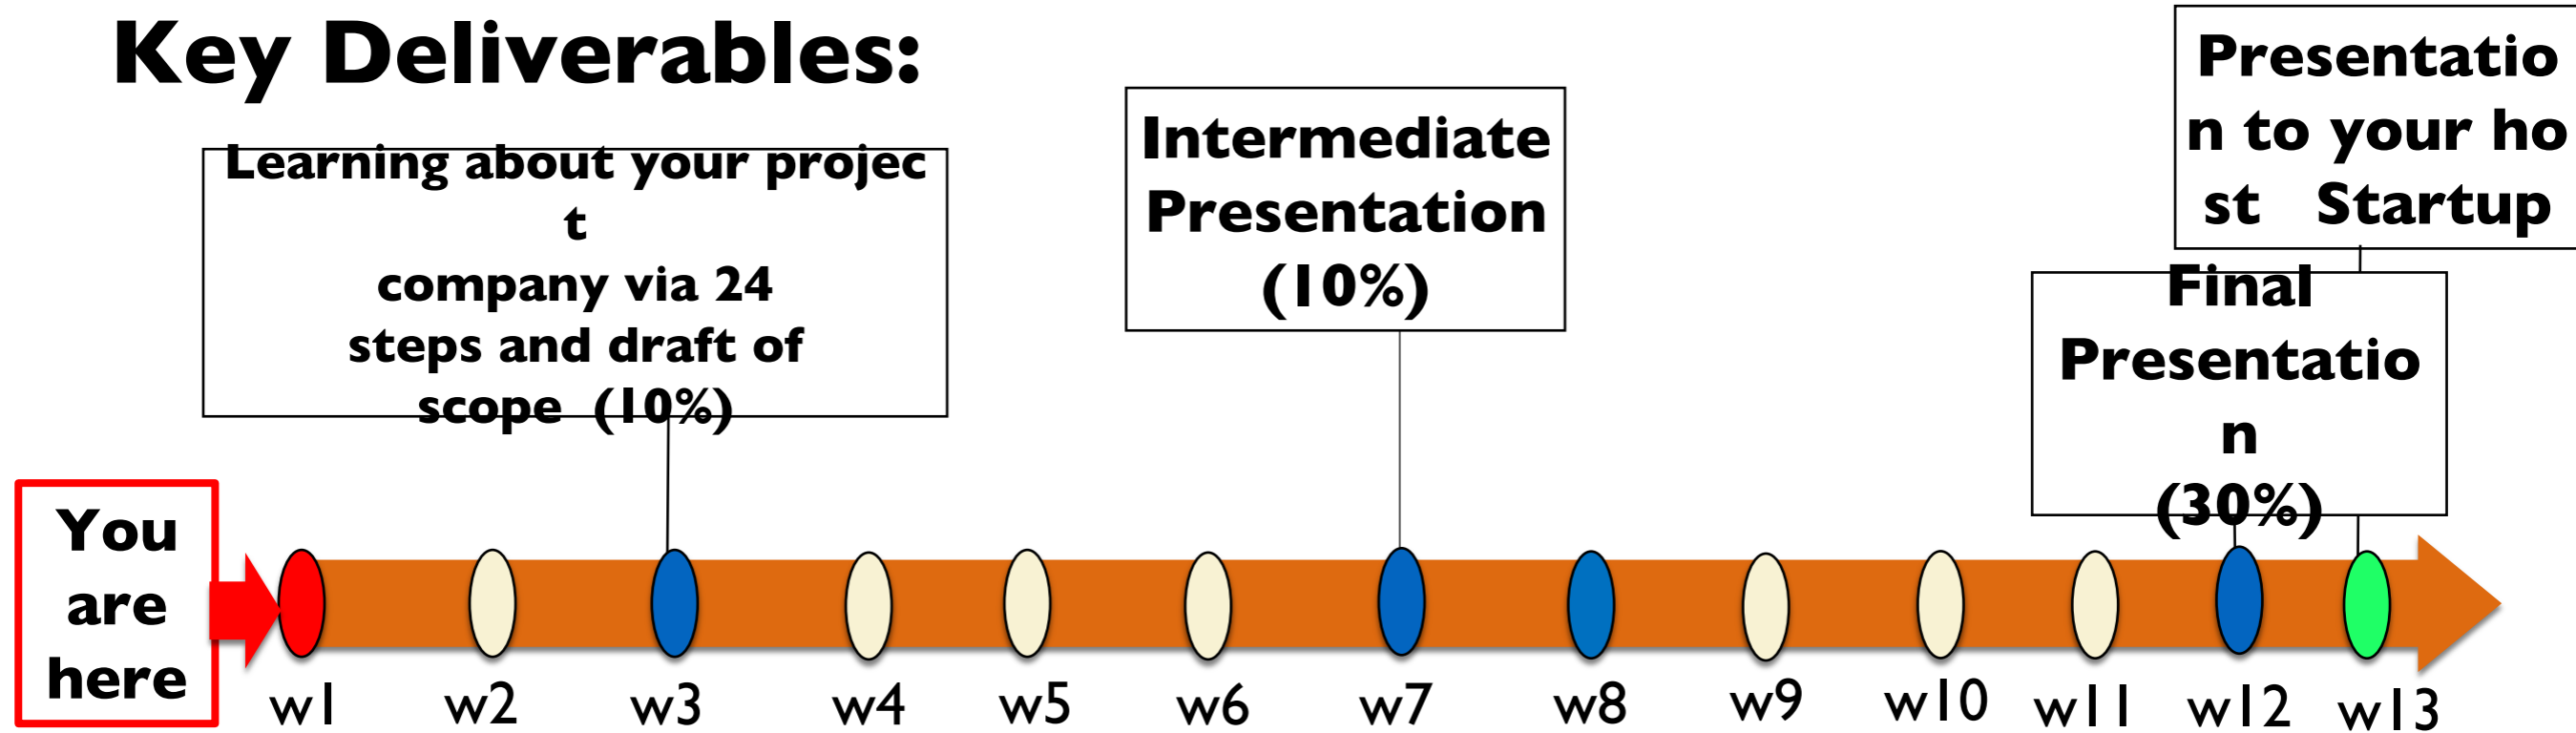 Key Deliverables:
Learning about your projec
t
company via 24
steps and draft of
scope (10%)
Intermediate
Presentation
(10%)
Presentatio
n to your ho
st Startup
Final
Presentatio
n
(30%)
You
are
here
w1 w2 w3 w4 w5 w6 w7 w8 w9 w10 w11 w12 w13